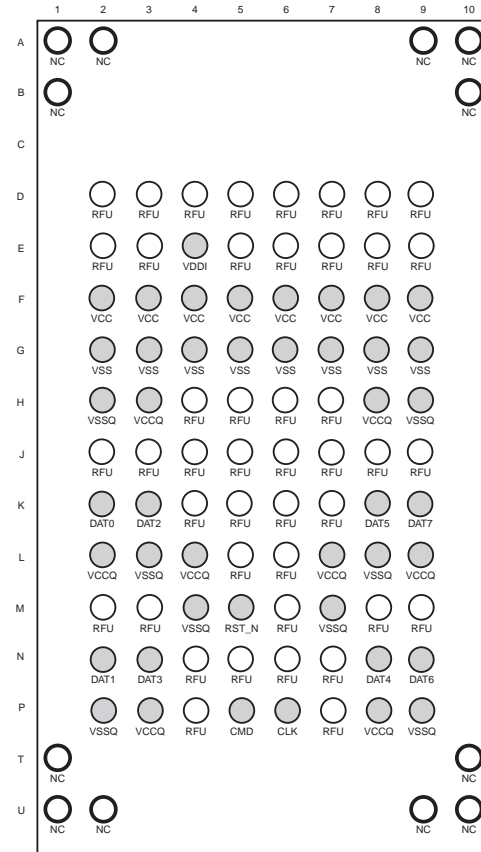 1 2 3 4 5 6 7 8 9 10
A
NC NC NC NC
B
NC NC
C
D
RFU RFU RFU RFU RFU RFU RFU RFU
E
RFU RFU VDDI RFU RFU RFU RFU RFU
F
VCC VCC VCC VCC VCC VCC VCC VCC
G
VSS VSS VSS VSS VSS VSS VSS VSS
H
VSSQ VCCQ RFU RFU RFU RFU VCCQ VSSQ
J
RFU RFU RFU RFU RFU RFU RFU RFU
K
DAT0 DAT2 RFU RFU RFU RFU DAT5 DAT7
L
VCCQ VSSQ VCCQ RFU RFU VCCQ VSSQ VCCQ
M
RFU RFU VSSQ RST_N RFU VSSQ RFU RFU
N
DAT1 DAT3 RFU RFU RFU RFU DAT4 DAT6
P
VSSQ VCCQ RFU CMD CLK RFU VCCQ VSSQ
T
NC NC
U
NC NC NC NC